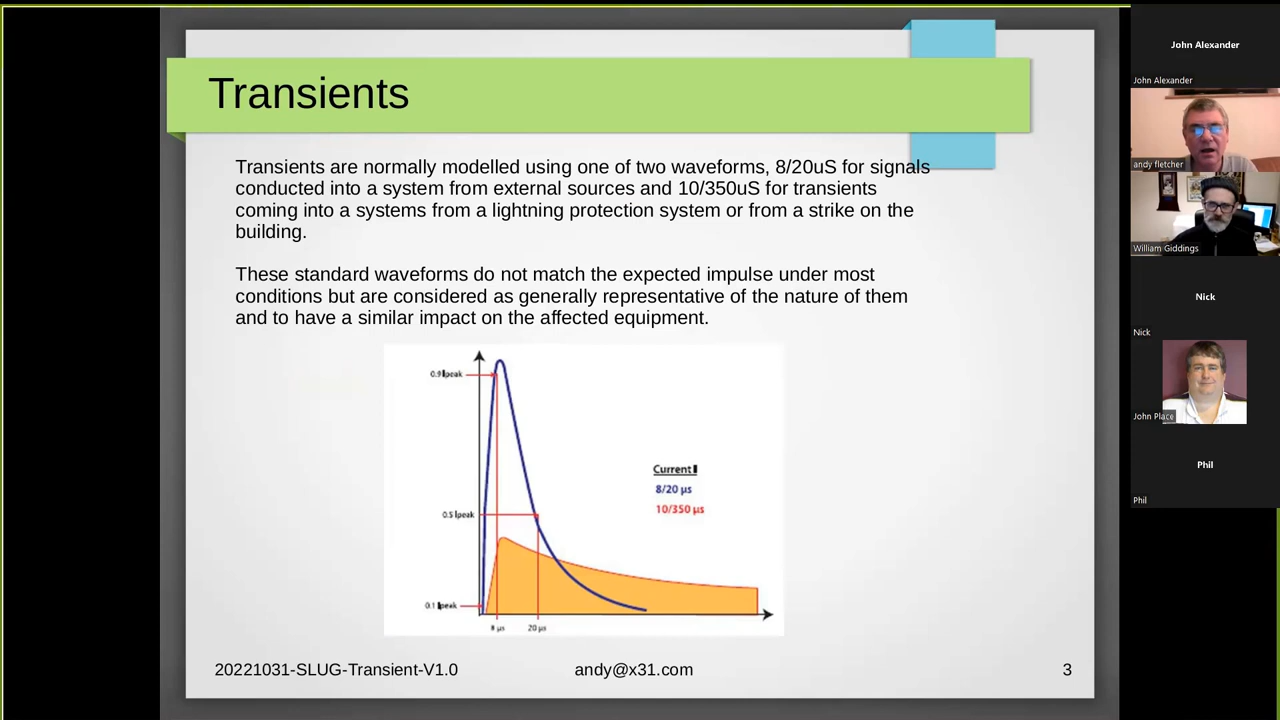 Transients
Transients are normally modelled using one of two waveforms, 8/20uS for signals
conducted into a system from external sources and 10/350uS for transients
coming into a systems from a lightning protection system or from a strike on the
building.
These standard waveforms do not match the expected impulse under most
conditions but are considered as generally representative of the nature of them
and to have a similar impact on the affected equipment.
0.9 Ipeak
0.5 Ipeak
0.1 Ipeak
8 µs
20 µs
Current I
8/20 µs
10/350 µs
20221031-SLUG-Transient-V1.0
andy@x31.com
3
John Alexander
John Alexander
andy fletcher
William Giddings
Nick
Nick
John Place
Phil
Phil